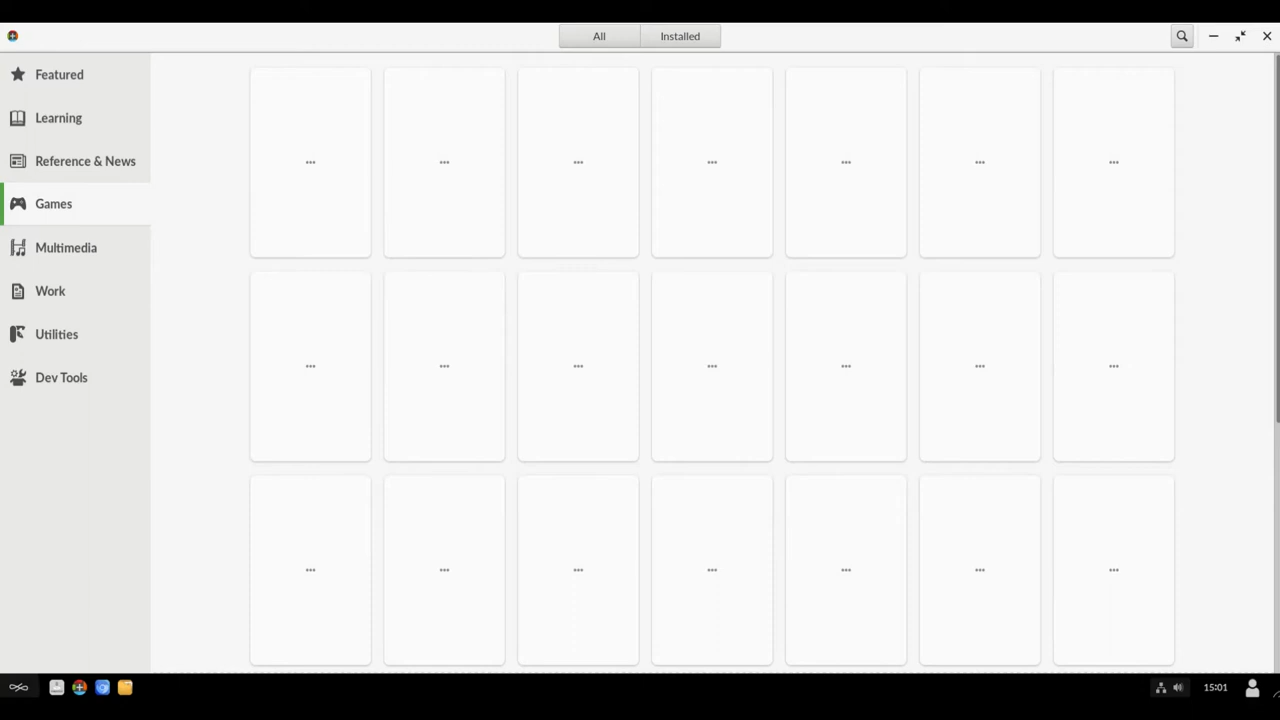 All
Installed
Featured
Learning
Reference & News
Games
Multimedia
Work
Utilities
Dev Tools
...  ...  ...  ...  ...  ...  ...
...  ...  ...  ...  ...  ...  ...
...  ...  ...  ...  ...  ...  ...
15:01